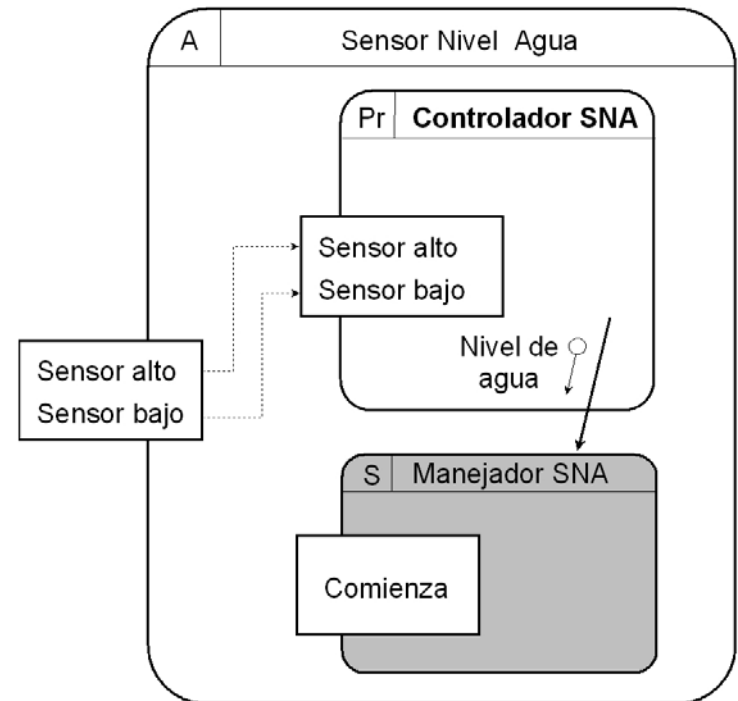 A
Sensor Nivel Agua
Pr
Controlador SNA
Sensor alto
Sensor bajo
Sensor alto
Sensor bajo
Nivel de
agua
S
Manejador SNA
Comienza